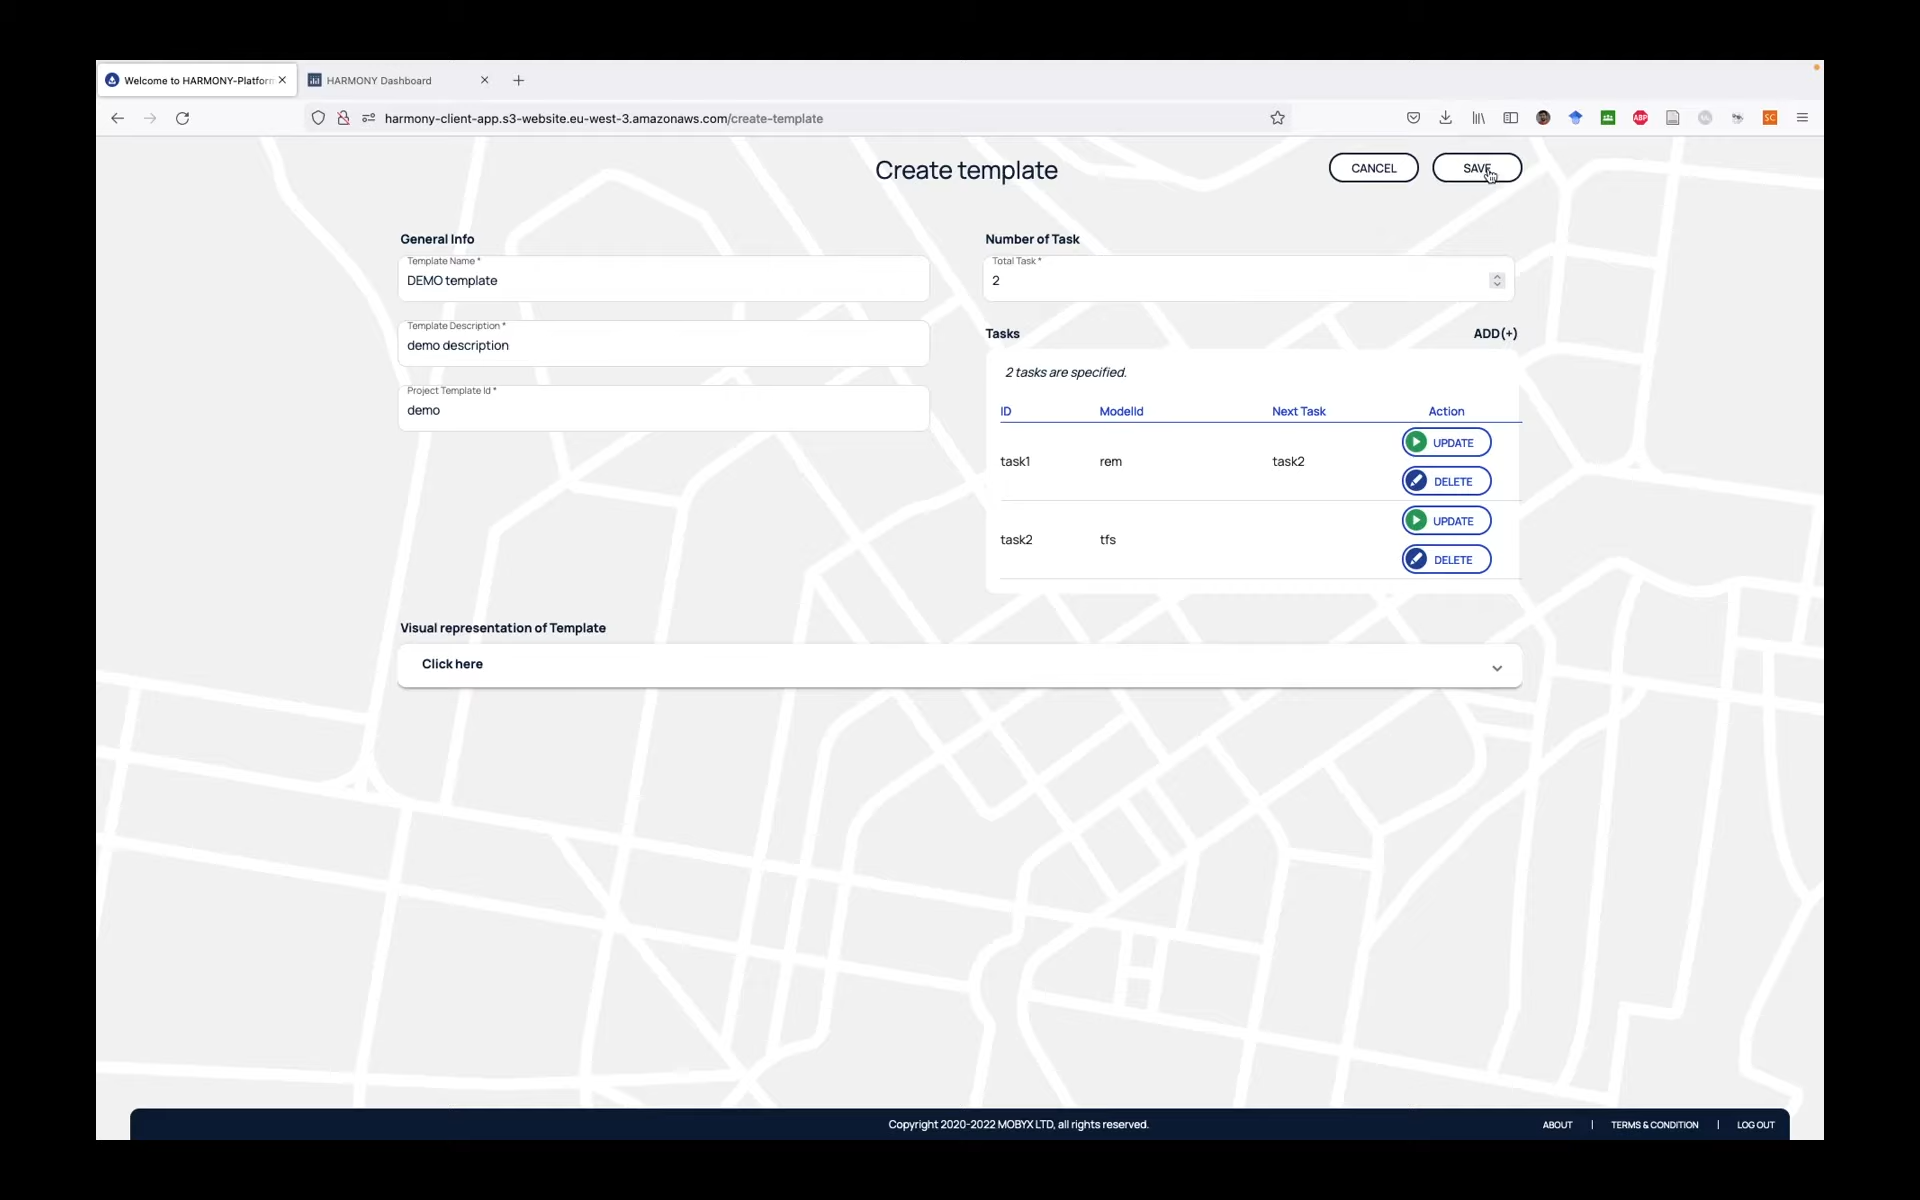 Welcome to HARMONY-Platform
HARMONY Dashboard
harmony-client-app.s3-website.eu-west-3.amazonaws.com/create-template
ABP
SC
Create template
CANCEL
SAVE
General Info
Template Name *
DEMO template
Template Description *
demo description
Project Template Id *
demo
Number of Task
Total Task *
2
Tasks
ADD(+)
2 tasks are specified.
ID ModelId Next Task Action
task1 rem task2
UPDATE
DELETE
task2 tfs
UPDATE
DELETE
Visual representation of Template
Click here
Copyright 2020-2022 MOBYX LTD, all rights reserved.
ABOUT | TERMS & CONDITION | LOG OUT